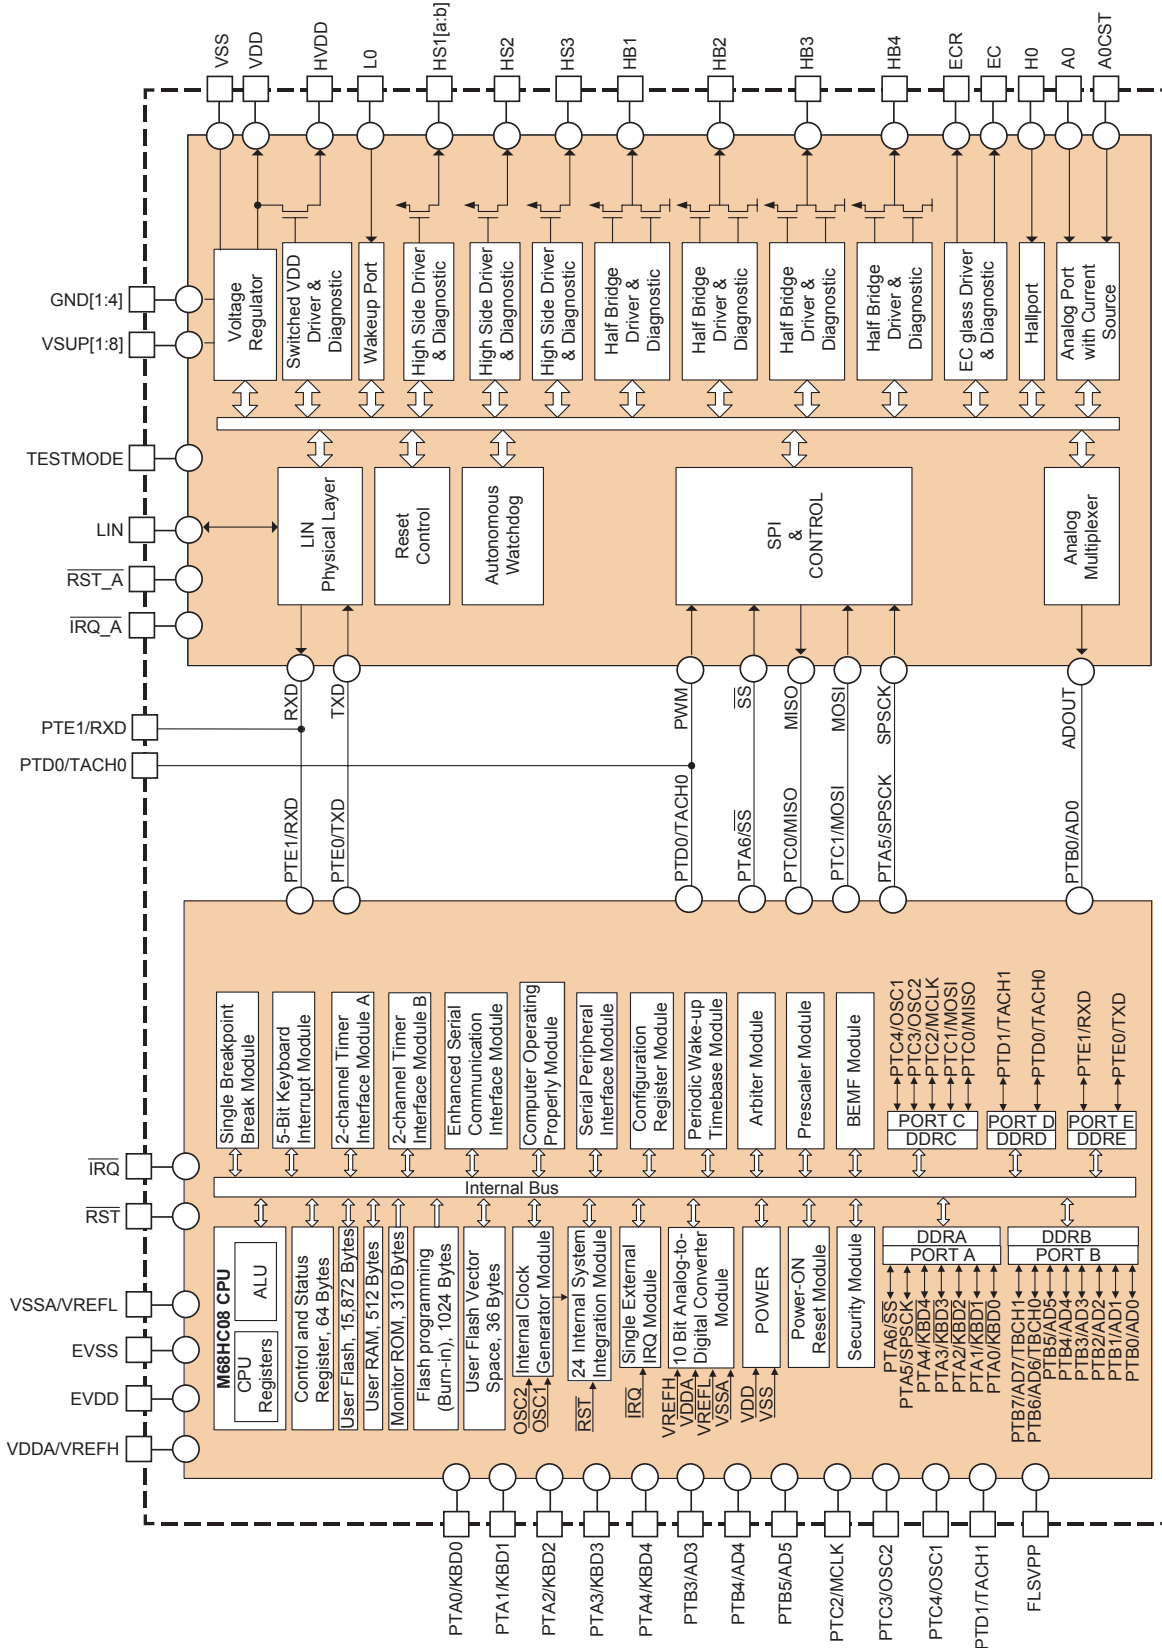 VSS
VDD
HVDD
L0
HS1[a:b]
HS2
HS3
HB1
HB2
HB3
HB4
ECR
EC
H0
A0
A0CST
GND[1:4]
VSUP[1:8]
TESTMODE
LIN
RST_A
IRQ_A
PTE1/RXD
PTD0/TACH0
Voltage
Regulator
Switched VDD
Driver &
Diagnostic
Wakeup Port
High Side Driver
& Diagnostic
High Side Driver
& Diagnostic
High Side Driver
& Diagnostic
Half Bridge
Driver &
Diagnostic
Half Bridge
Driver &
Diagnostic
Half Bridge
Driver &
Diagnostic
Half Bridge
Driver &
Diagnostic
EC glass Driver
& Diagnostic
Hallport
Analog Port
with Current
Source
LIN
Physical Layer
Reset
Control
Autonomous
Watchdog
SPI
&
CONTROL
Analog
Multiplexer
RXD
TXD
PWM
SS
MISO
MOSI
SPSCK
ADOUT
PTE1/RXD
PTE0/TXD
PTD0/TACH0
PTA6/SS
PTC0/MISO
PTC1/MOSI
PTA5/SPSCK
PTB0/AD0
IRQ
RST
VSSA/VREFL
EVSS
EVDD
VDDA/VREFH
Single Breakpoint
Break Module
5-Bit Keyboard
Interrupt Module
2-channel Timer
Interface Module A
2-channel Timer
Interface Module B
Enhanced Serial
Communication
Interface Module
Computer Operating
Properly Module
Serial Peripheral
Interface Module
Configuration
Register Module
Periodic Wake-up
Timebase Module
Arbiter Module
Prescaler Module
BEMF Module
PTC4/OSC1
PTC3/OSC2
PTC2/MCLK
PTC1/MOSI
PTC0/MISO
PORT C
DDRC
PTD1/TACH1
PTD0/TACH0
PORT D
DDRD
PTE1/RXD
PTE0/TXD
PORT E
DDRE
Internal Bus
M68HC08 CPU
CPU
Registers
ALU
Control and Status
Register, 64 Bytes
User Flash, 15,872 Bytes
User RAM, 512 Bytes
Monitor ROM, 310 Bytes
Flash programming
(Burn-in), 1024 Bytes
User Flash Vector
Space, 36 Bytes
Internal Clock
Generator Module
OSC2
OSC1
24 Internal System
Integration Module
RST
Single External
IRQ Module
IRQ
10 Bit Analog-to-
Digital Converter
Module
VREFH
VDDA
VREFL
VSSA
POWER
VDD
VSS
Power-ON
Reset Module
Security Module
DDRA
PORT A
PTA6/SS
PTA5/SPSCK
PTA4/KBD4
PTA3/KBD3
PTA2/KBD2
PTA1/KBD1
PTA0/KBD0
DDRB
PORT B
PTB7/AD7/TBCH1
PTB6/AD6/TBCH0
PTB5/AD5
PTB4/AD4
PTB3/AD3
PTB2/AD2
PTB1/AD1
PTB0/AD0
PTA0/KBD0
PTA1/KBD1
PTA2/KBD2
PTA3/KBD3
PTA4/KBD4
PTB3/AD3
PTB4/AD4
PTB5/AD5
PTC2/MCLK
PTC3/OSC2
PTC4/OSC1
PTD1/TACH1
FLSVPP